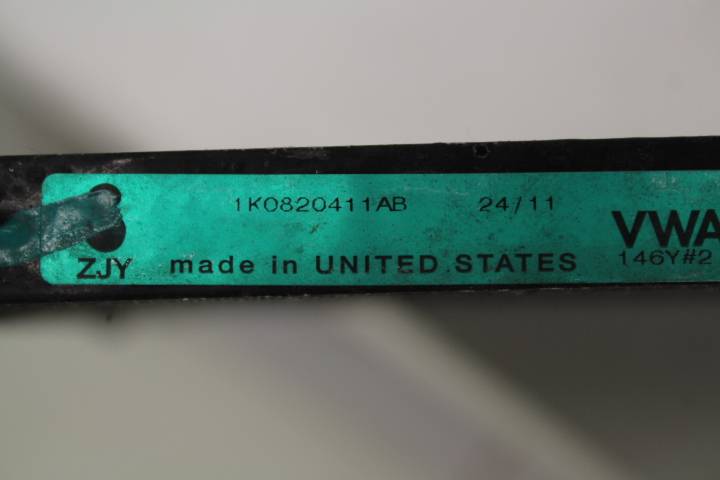 1K0820411AB 24/11
VWA
146Y#2
ZJY made in UNITED STATES